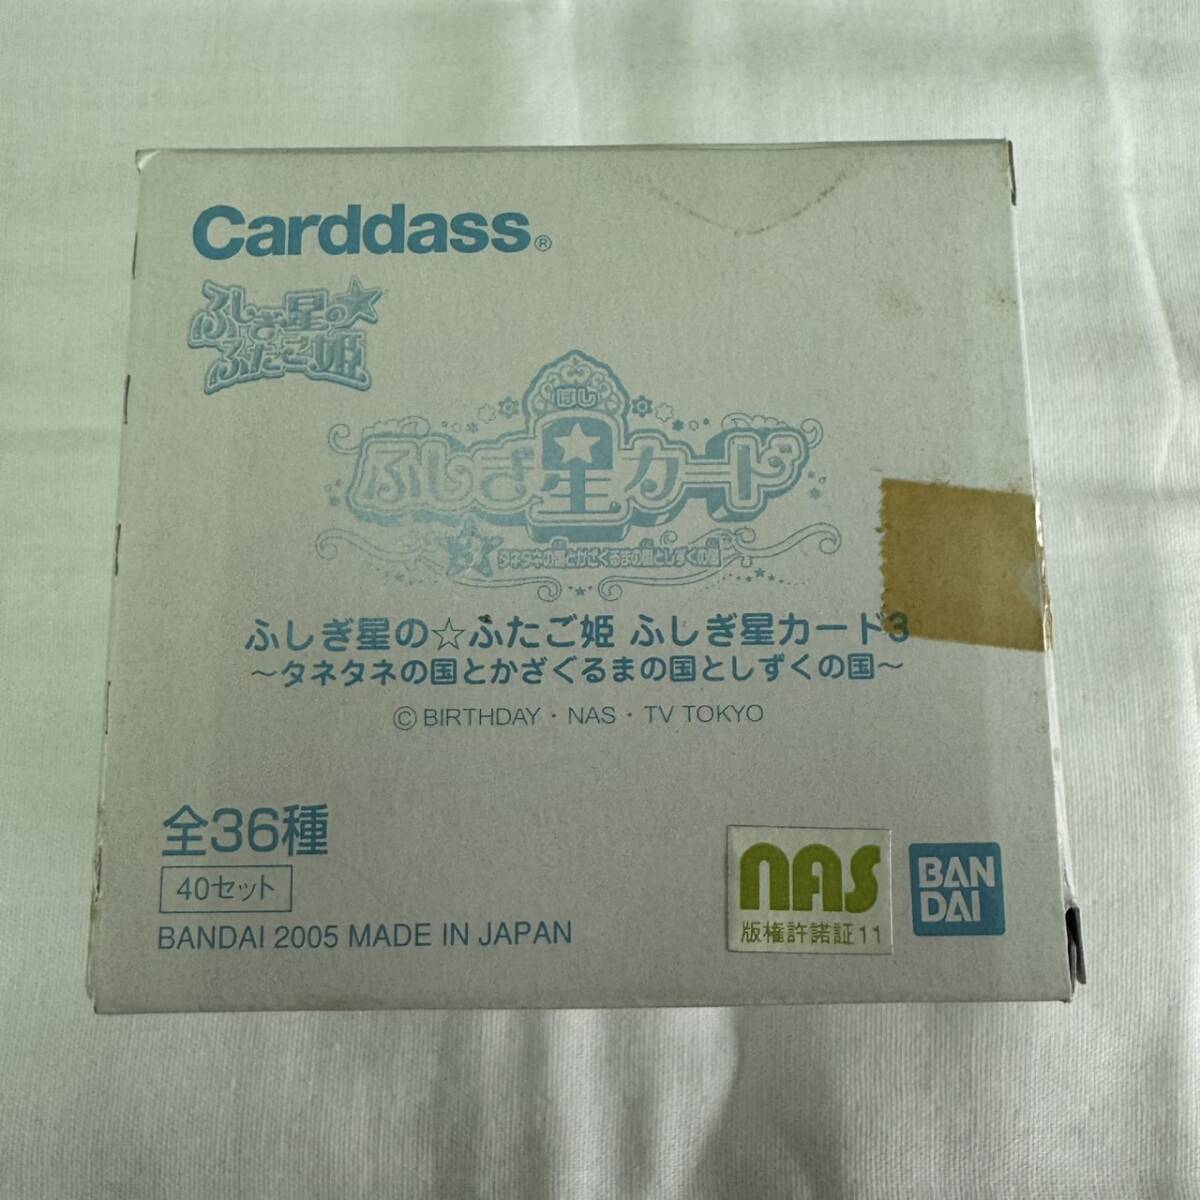 Carddass®
ふしぎ星の☆
ふたご姫
ほし
ふしぎ星カード
3 タネタネの国とかざぐるまの国としずくの国
ふしぎ星の☆ふたご姫 ふしぎ星カード3
～タネタネの国とかざぐるまの国としずくの国～
©BIRTHDAY・NAS・TV TOKYO
全36種
40セット
BANDAI 2005 MADE IN JAPAN
nas
版権許諾証11
BAN
DAI